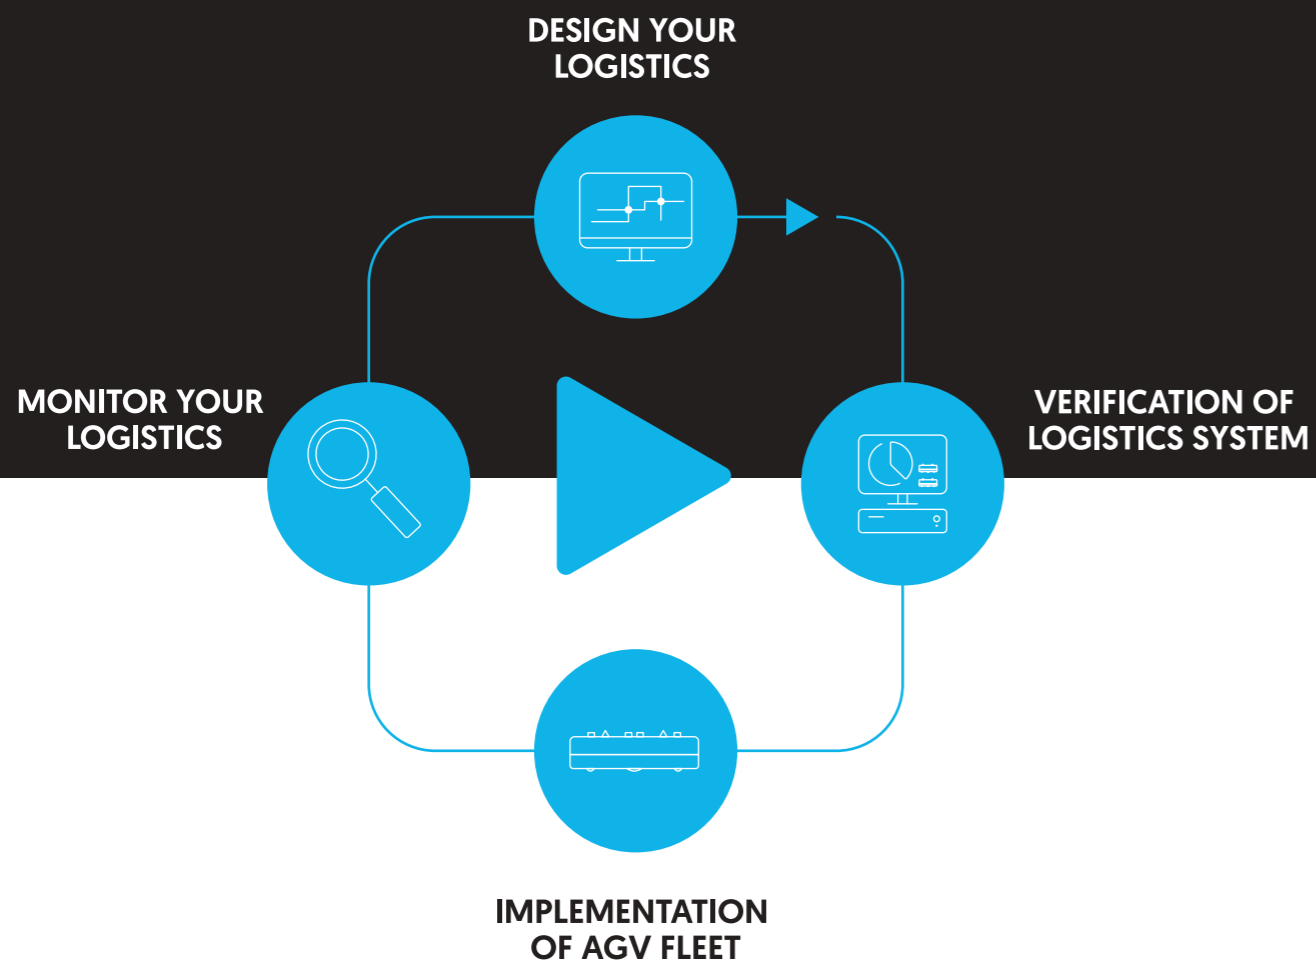 DESIGN YOUR
LOGISTICS
MONITOR YOUR
LOGISTICS
VERIFICATION OF
LOGISTICS SYSTEM
IMPLEMENTATION
OF AGV FLEET